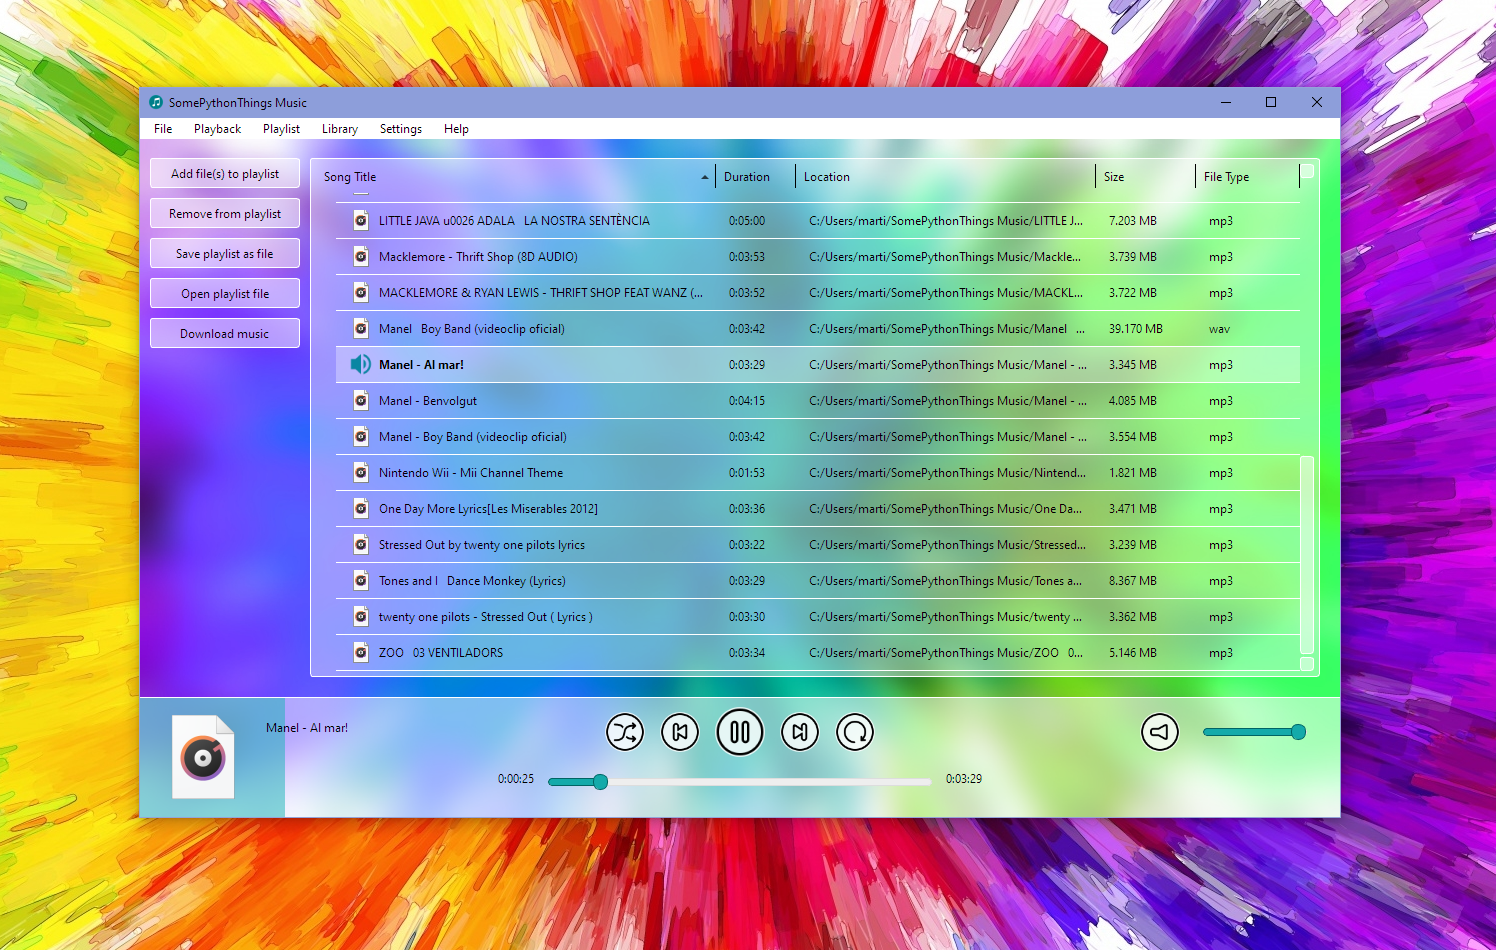 SomePythonThings Music
File Playback Playlist Library Settings Help
Add file(s) to playlist
Remove from playlist
Save playlist as file
Open playlist file
Download music
Song Title Duration Location Size File Type
LITTLE JAVA u0026 ADALA   LA NOSTRA SENTÈNCIA 0:05:00 C:/Users/marti/SomePythonThings Music/LITTLE J... 7.203 MB mp3
Macklemore - Thrift Shop (8D AUDIO) 0:03:53 C:/Users/marti/SomePythonThings Music/Mackle... 3.739 MB mp3
MACKLEMORE & RYAN LEWIS - THRIFT SHOP FEAT WANZ (... 0:03:52 C:/Users/marti/SomePythonThings Music/MACKL... 3.722 MB mp3
Manel   Boy Band (videoclip oficial) 0:03:42 C:/Users/marti/SomePythonThings Music/Manel   ... 39.170 MB wav
Manel - Al mar! 0:03:29 C:/Users/marti/SomePythonThings Music/Manel - ... 3.345 MB mp3
Manel - Benvolgut 0:04:15 C:/Users/marti/SomePythonThings Music/Manel - ... 4.085 MB mp3
Manel - Boy Band (videoclip oficial) 0:03:42 C:/Users/marti/SomePythonThings Music/Manel - ... 3.554 MB mp3
Nintendo Wii - Mii Channel Theme 0:01:53 C:/Users/marti/SomePythonThings Music/Nintend... 1.821 MB mp3
One Day More Lyrics[Les Miserables 2012] 0:03:36 C:/Users/marti/SomePythonThings Music/One Da... 3.471 MB mp3
Stressed Out by twenty one pilots lyrics 0:03:22 C:/Users/marti/SomePythonThings Music/Stressed... 3.239 MB mp3
Tones and I   Dance Monkey (Lyrics) 0:03:29 C:/Users/marti/SomePythonThings Music/Tones a... 8.367 MB mp3
twenty one pilots - Stressed Out ( Lyrics ) 0:03:30 C:/Users/marti/SomePythonThings Music/twenty ... 3.362 MB mp3
ZOO   03 VENTILADORS 0:03:34 C:/Users/marti/SomePythonThings Music/ZOO   0... 5.146 MB mp3
Manel - Al mar!
0:00:25 0:03:29